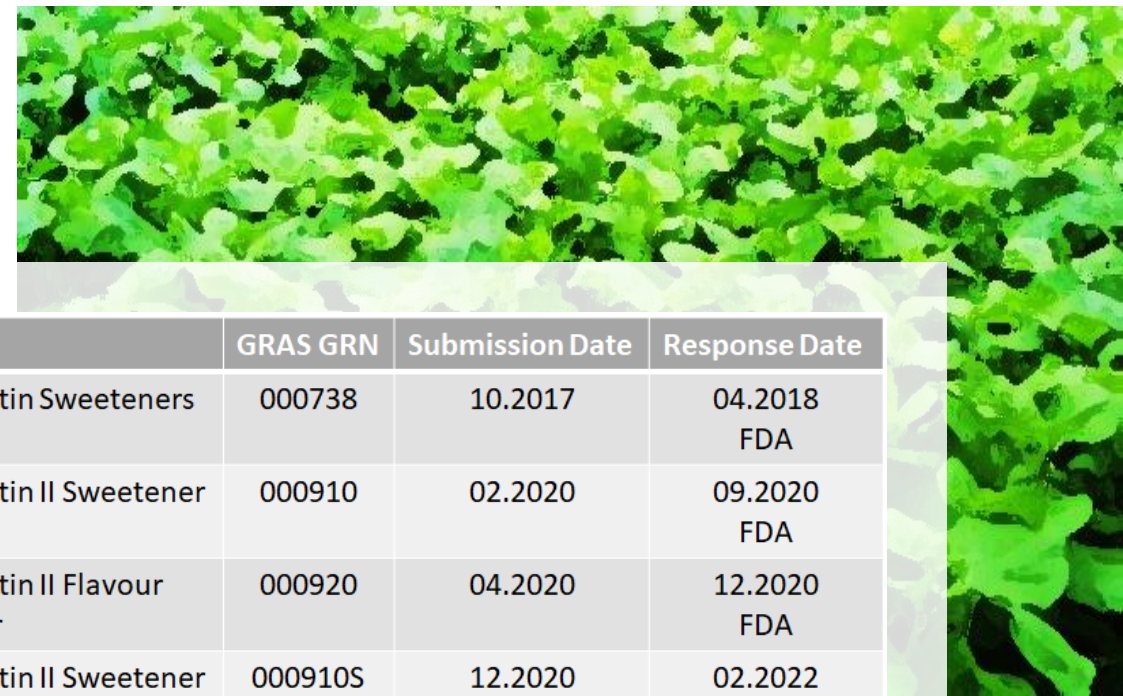 GRAS GRN Submission Date Response Date
tin Sweeteners 000738 10.2017 04.2018
FDA
tin II Sweetener 000910 02.2020 09.2020
FDA
tin II Flavour 000920 04.2020 12.2020
FDA
tin II Sweetener 000910S 12.2020 02.2022